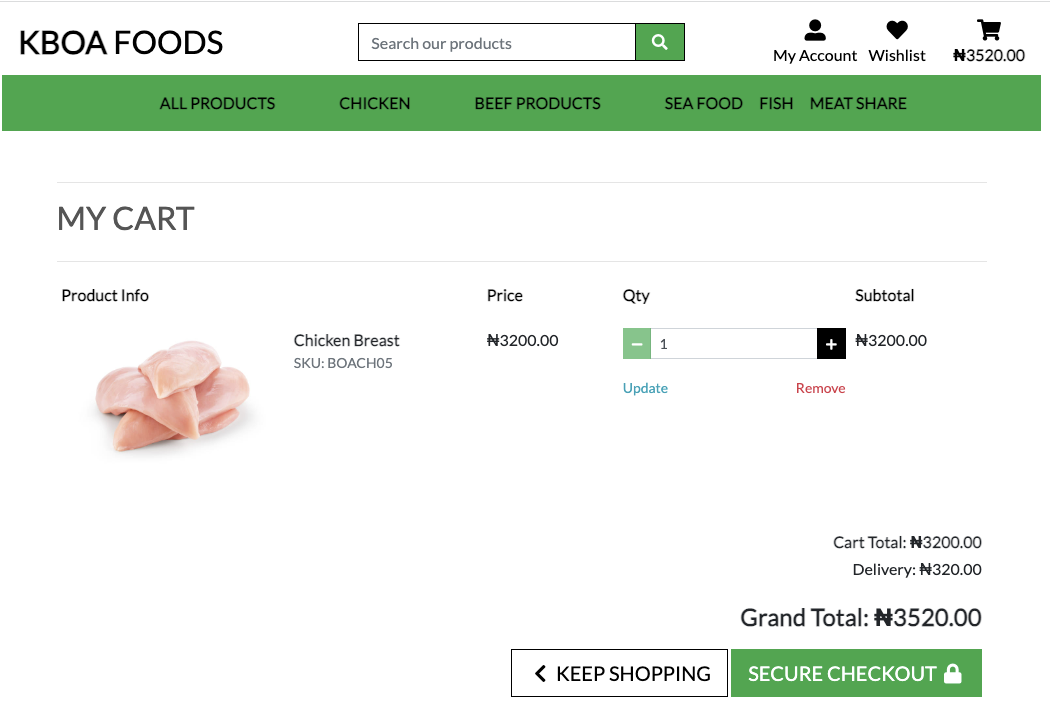 KBOA FOODS
Search our products
My Account Wishlist ₦3520.00
ALL PRODUCTS CHICKEN BEEF PRODUCTS SEA FOOD FISH MEAT SHARE
MY CART
Product Info Price Qty Subtotal
Chicken Breast ₦3200.00 1 ₦3200.00
SKU: BOACH05
Update Remove
Cart Total: ₦3200.00
Delivery: ₦320.00
Grand Total: ₦3520.00
KEEP SHOPPING SECURE CHECKOUT